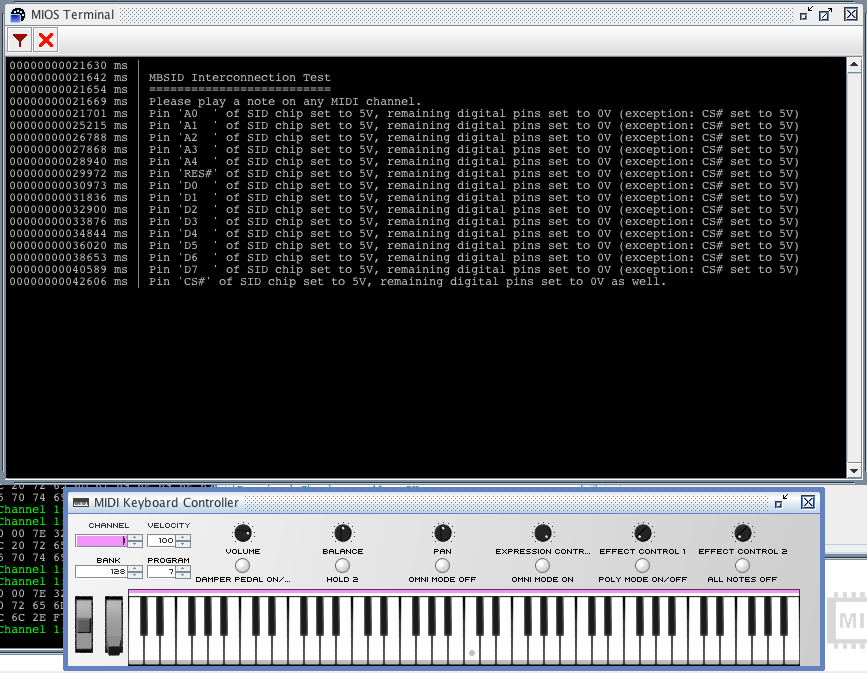 MIOS Terminal
00000000021630 ms |
00000000021642 ms | MBSID Interconnection Test
00000000021654 ms | ==========================
00000000021669 ms | Please play a note on any MIDI channel.
00000000021701 ms | Pin 'A0  ' of SID chip set to 5V, remaining digital pins set to 0V (exception: CS# set to 5V)
00000000025215 ms | Pin 'A1  ' of SID chip set to 5V, remaining digital pins set to 0V (exception: CS# set to 5V)
00000000026788 ms | Pin 'A2  ' of SID chip set to 5V, remaining digital pins set to 0V (exception: CS# set to 5V)
00000000027868 ms | Pin 'A3  ' of SID chip set to 5V, remaining digital pins set to 0V (exception: CS# set to 5V)
00000000028940 ms | Pin 'A4  ' of SID chip set to 5V, remaining digital pins set to 0V (exception: CS# set to 5V)
00000000029972 ms | Pin 'RES#' of SID chip set to 5V, remaining digital pins set to 0V (exception: CS# set to 5V)
00000000030973 ms | Pin 'D0  ' of SID chip set to 5V, remaining digital pins set to 0V (exception: CS# set to 5V)
00000000031836 ms | Pin 'D1  ' of SID chip set to 5V, remaining digital pins set to 0V (exception: CS# set to 5V)
00000000032900 ms | Pin 'D2  ' of SID chip set to 5V, remaining digital pins set to 0V (exception: CS# set to 5V)
00000000033876 ms | Pin 'D3  ' of SID chip set to 5V, remaining digital pins set to 0V (exception: CS# set to 5V)
00000000034844 ms | Pin 'D4  ' of SID chip set to 5V, remaining digital pins set to 0V (exception: CS# set to 5V)
00000000036020 ms | Pin 'D5  ' of SID chip set to 5V, remaining digital pins set to 0V (exception: CS# set to 5V)
00000000038653 ms | Pin 'D6  ' of SID chip set to 5V, remaining digital pins set to 0V (exception: CS# set to 5V)
00000000040589 ms | Pin 'D7  ' of SID chip set to 5V, remaining digital pins set to 0V (exception: CS# set to 5V)
00000000042606 ms | Pin 'CS#' of SID chip set to 5V, remaining digital pins set to 0V as well.
70 74 69
Channel 1:
Channel 1:
0 00 7E 32
C 20 72 65
5 70 74 69
Channel 1:
Channel 1:
0 00 7E 32
0 72 65 6D
C 6C 2E F7
Channel 1:
MIDI Keyboard Controller
CHANNEL VELOCITY
100
BANK PROGRAM
128 7
VOLUME BALANCE PAN EXPRESSION CONTR... EFFECT CONTROL 1 EFFECT CONTROL 2
DAMPER PEDAL ON/... HOLD 2 OMNI MODE OFF OMNI MODE ON POLY MODE ON/OFF ALL NOTES OFF
MI